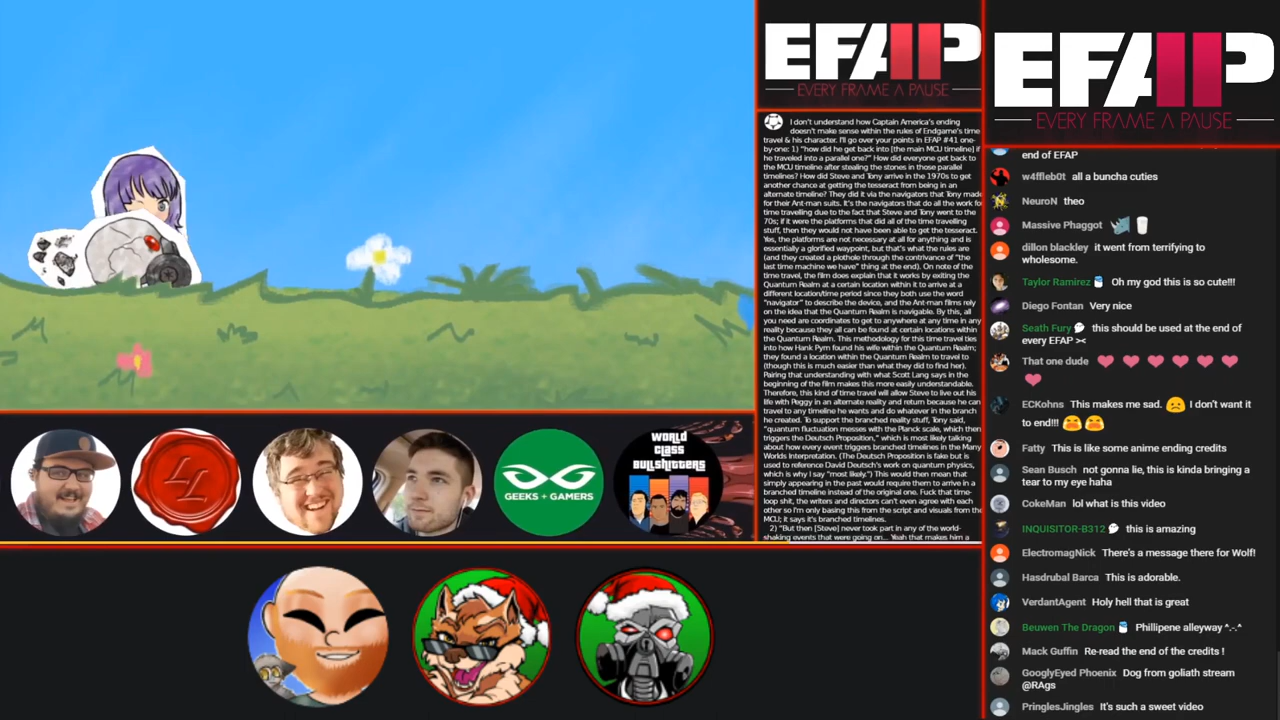 EFAP
EVERY FRAME A PAUSE
I don't understand how Captain America's ending
doesn't make sense within the rules of Endgame's time
travel & his character. I'll go over your points in EFAP #41 one-
by-one: 1) "how did he get back into [the main MCU timeline] if
he traveled into a parallel one?" How did everyone get back to
the MCU timeline after stealing the stones in those parallel
timelines? How did Steve and Tony arrive in the 1970s to get
another chance at getting the tesseract from being in an
alternate timeline? They did it via the navigators that Tony made
for their Ant-man suits. It's the navigators that do all the work fo
time travelling due to the fact that Steve and Tony went to the
70s; if it were the platforms that did all of the time travelling
stuff, then they would not have been able to get the tesseract.
Yes, the platforms are not necessary at all for anything and is
essentially a glorified waypoint, but that's what the rules are
(and they created a plothole through the contrivance of "the
last time machine we have" thing at the end). On note of the
time travel, the film does explain that it works by exiting the
Quantum Realm at a certain location within it to arrive at a
different location/time period since they both use the word
"navigator" to describe the device, and the Ant-man films rely
on the idea that the Quantum Realm is navigable. By this, all
you need are coordinates to get to anywhere at any time in any
reality because they all can be found at certain locations within
the Quantum Realm. This methodology for this time travel ties
into how Hank Pym found his wife within the Quantum Realm;
they found a location within the Quantum Realm to travel to
(though this is much easier than what they did to find her).
Pairing that understanding with what Scott Lang says in the
beginning of the film makes this more easily understandable.
Therefore, this kind of time travel will allow Steve to live out his
life with Peggy in an alternate reality and return because he can
travel to any timeline he wants and do whatever in the branch
he created. To support the branched reality stuff, Tony said,
"quantum fluctuation messes with the Planck scale, which then
triggers the Deutsch Proposition," which is most likely talking
about how every event triggers branched timelines in the Many
Worlds Interpretation. (The Deutsch Proposition is fake but is
used to reference David Deutsch's work on quantum physics,
which is why I say "most likely") This would then mean that
simply appearing in the past would require them to arrive in a
branched timeline instead of the original one. Fuck that time-
loop shit, the writers and directors can't even agree with each
other so I'm only basing this from the script and visuals from the
MCU; it says it's branched timelines.
2) "But then [Steve] never took part in any of the world-
shaking events that were going on... Yeah that makes him a
EFAP
EVERY FRAME A PAUSE
end of EFAP
w4ffleb0t all a buncha cuties
NeuroN theo
Massive Phaggot
dillon blackley it went from terrifying to
wholesome.
Taylor Ramirez Oh my god this is so cute!!!
Diego Fontan Very nice
Seath Fury this should be used at the end of
every EFAP ><
That one dude
ECKohns This makes me sad. I don't want it
to end!!!
Fatty This is like some anime ending credits
Sean Busch not gonna lie, this is kinda bringing a
tear to my eye haha
CokeMan lol what is this video
INQUISITOR-B312 this is amazing
ElectromagNick There's a message there for Wolf!
Hasdrubal Barca This is adorable.
VerdantAgent Holy hell that is great
Beuwen The Dragon Phillipene alleyway ^.-.^
Mack Guffin Re-read the end of the credits !
GooglyEyed Phoenix Dog from goliath stream
@RAgs
PringlesJingles It's such a sweet video
LL
GEEKS + GAMERS
WORLD
CLASS
BULLSHITTERS